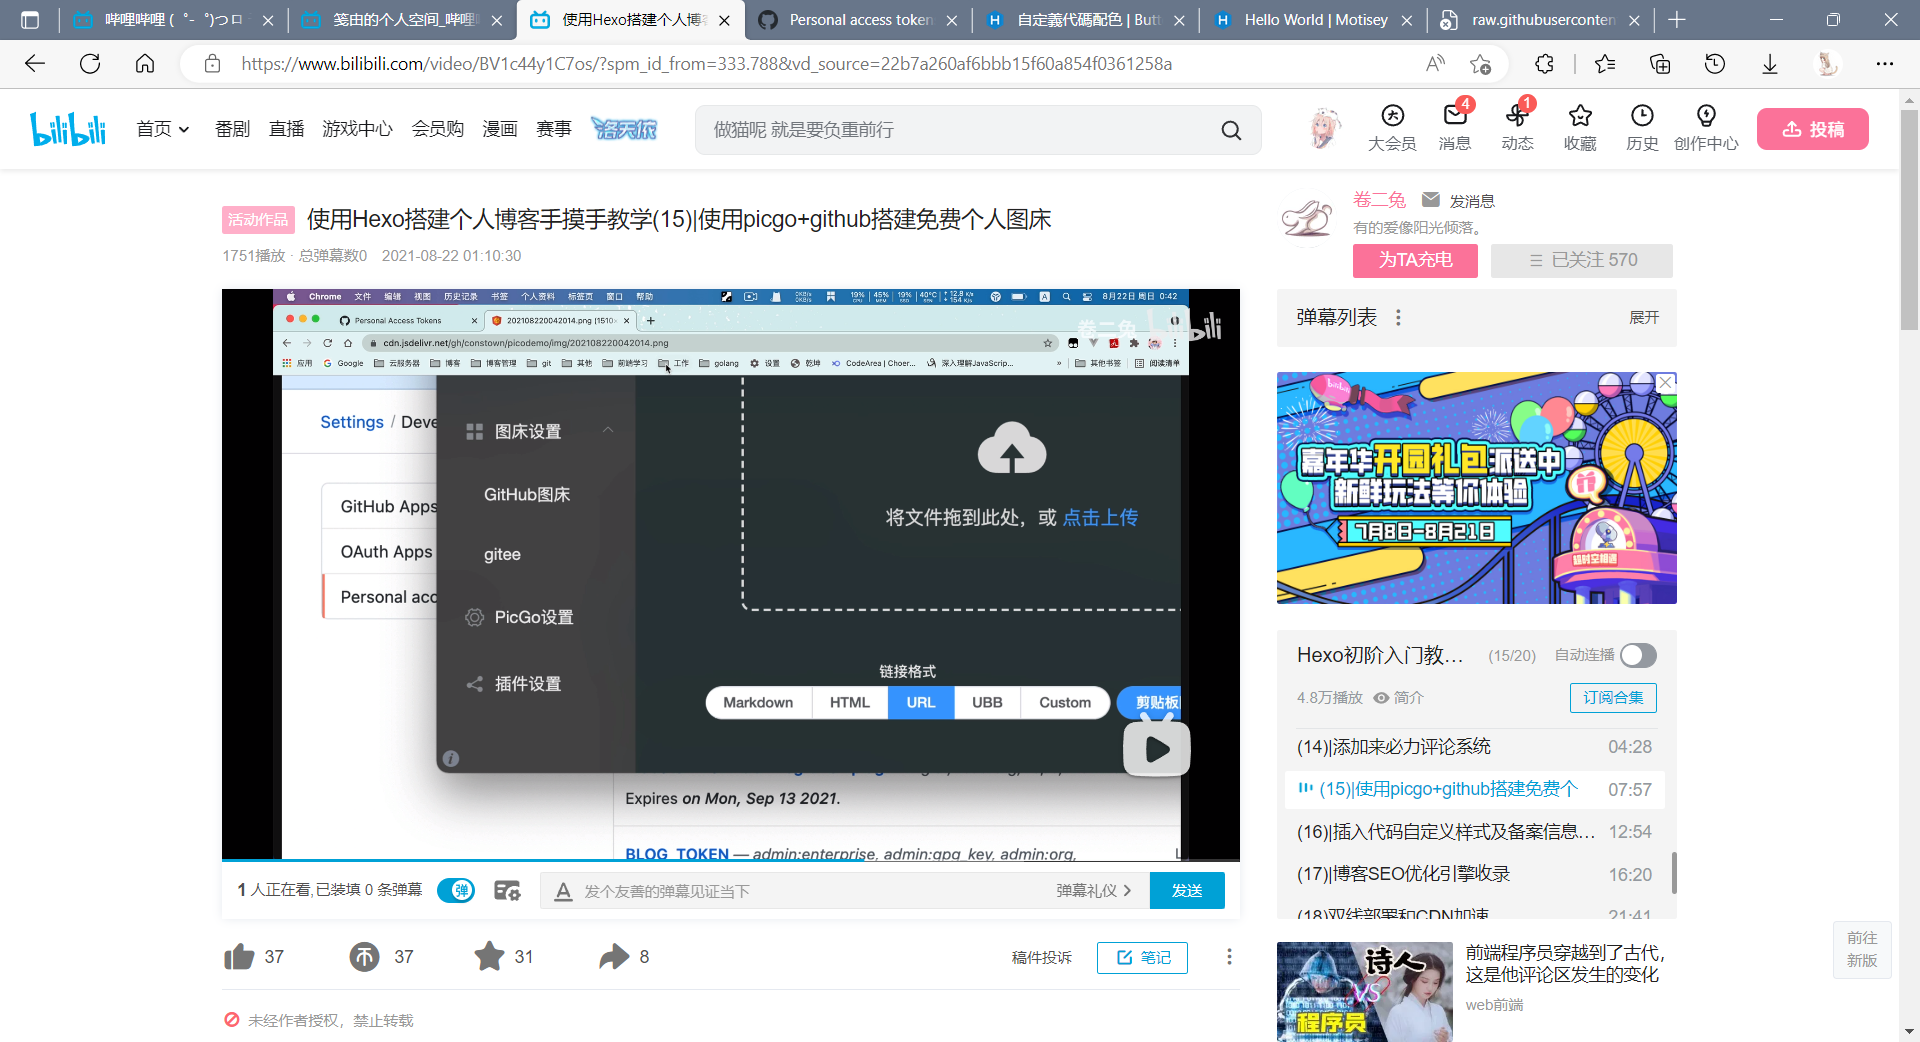 哔哩哔哩 (゜-゜)つロ
笺由的个人空间_哔哩
使用Hexo搭建个人博客
Personal access token
自定義代碼配色 | Butt
Hello World | Motisey
raw.githubuserconten
https://www.bilibili.com/video/BV1c44y1C7os/?spm_id_from=333.788&vd_source=22b7a260af6bbb15f60a854f0361258a
bilibili
首页 番剧 直播 游戏中心 会员购 漫画 赛事 洛天依
做猫呢 就是要负重前行
大会员 4 消息 1 动态 收藏 历史 创作中心 投稿
活动作品 使用Hexo搭建个人博客手摸手教学(15)|使用picgo+github搭建免费个人图床
1751播放 · 总弹幕数0 2021-08-22 01:10:30
卷二兔 发消息
有的爱像阳光倾落。
为TA充电 已关注 570
Chrome 文件 编辑 视图 历史记录 书签 个人资料 标签页 窗口 帮助 19% 45% 19% 40°C 8月22日 周日 0:42
Personal Access Tokens 202108220042014.png (1510×
cdn.jsdelivr.net/gh/constown/picodemo/img/202108220042014.png
应用 Google 云服务器 博客 博客管理 git 其他 前端学习 工作 golang 设置 乾坤 CodeArea | Choer... 深入理解JavaScrip... » 其他书签 阅读清单
卷二兔 bilibili
Settings / Deve
GitHub Apps
OAuth Apps
Personal acc
图床设置
GitHub图床
gitee
PicGo设置
插件设置
将文件拖到此处，或 点击上传
链接格式
Markdown HTML URL UBB Custom 剪贴板
Expires on Mon, Sep 13 2021.
BLOG_TOKEN — admin:enterprise, admin:gpg_key, admin:org,
1 人正在看,已装填 0 条弹幕 弹
发个友善的弹幕见证当下 弹幕礼仪 发送
37 37 31 8 稿件投诉 笔记
未经作者授权，禁止转载
弹幕列表 展开
嘉年华开园礼包派送中
新鲜玩法等你体验
7月8日-8月21日
超时空相遇
Hexo初阶入门教... (15/20) 自动连播
4.8万播放 简介 订阅合集
(14)|添加来必力评论系统 04:28
(15)|使用picgo+github搭建免费个 07:57
(16)|插入代码自定义样式及备案信息... 12:54
(17)|博客SEO优化引擎收录 16:20
(18)双线部署和CDN加速 21:41
诗人
VS
程序员
前端程序员穿越到了古代，
这是他评论区发生的变化
web前端
前往
新版